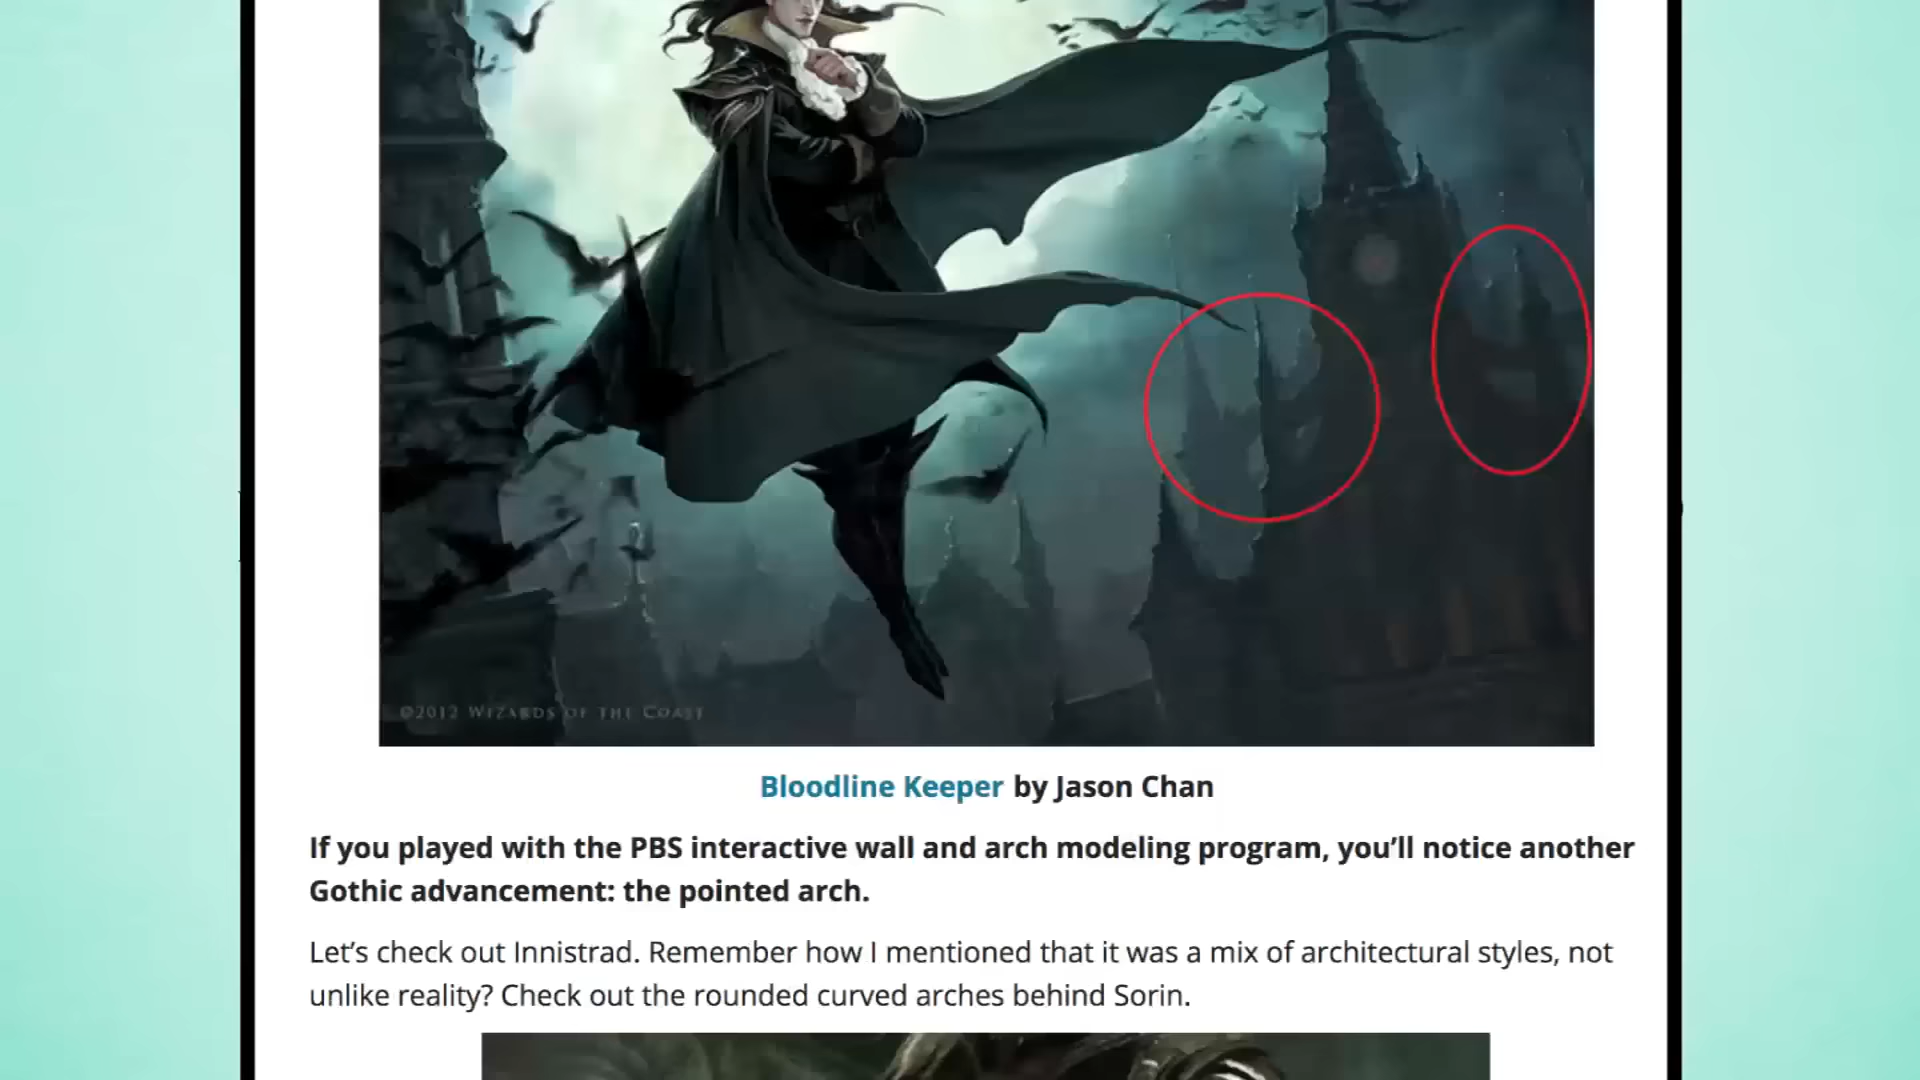 ©2012 Wizards of the Coast
Bloodline Keeper by Jason Chan
If you played with the PBS interactive wall and arch modeling program, you’ll notice another
Gothic advancement: the pointed arch.
Let’s check out Innistrad. Remember how I mentioned that it was a mix of architectural styles, not
unlike reality? Check out the rounded curved arches behind Sorin.